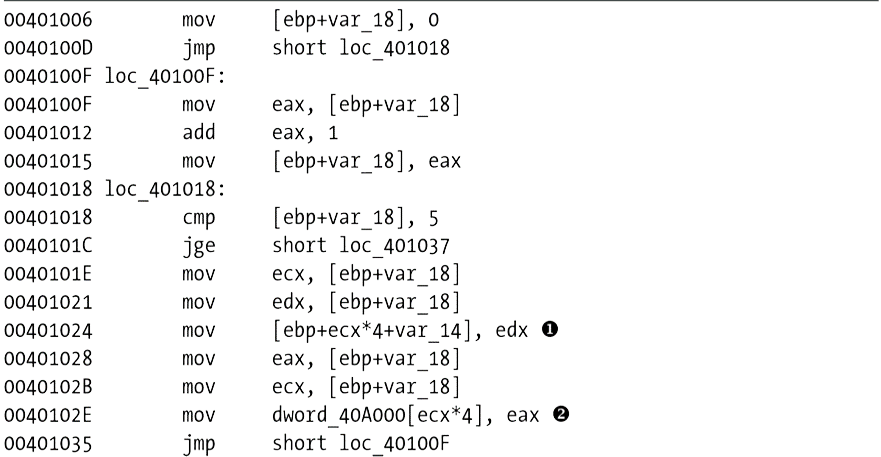 00401006 mov [ebp+var_18], 0
0040100D jmp short loc_401018
0040100F loc_40100F:
0040100F mov eax, [ebp+var_18]
00401012 add eax, 1
00401015 mov [ebp+var_18], eax
00401018 loc_401018:
00401018 cmp [ebp+var_18], 5
0040101C jge short loc_401037
0040101E mov ecx, [ebp+var_18]
00401021 mov edx, [ebp+var_18]
00401024 mov [ebp+ecx*4+var_14], edx ❶
00401028 mov eax, [ebp+var_18]
0040102B mov ecx, [ebp+var_18]
0040102E mov dword_40A000[ecx*4], eax ❷
00401035 jmp short loc_40100F